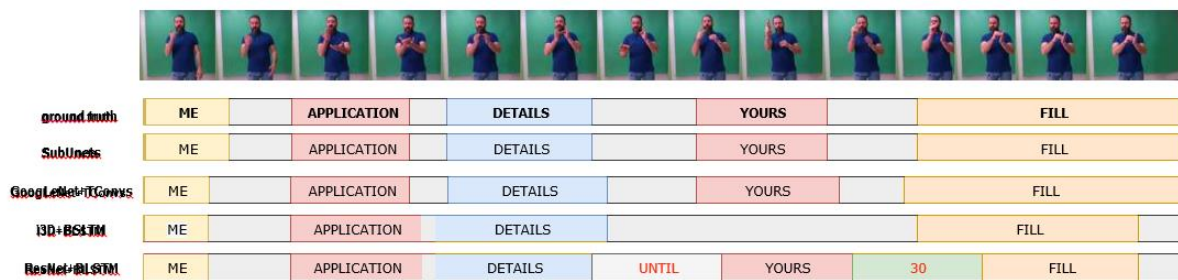 ground truth ME APPLICATION DETAILS YOURS FILL
SubUnets ME APPLICATION DETAILS YOURS FILL
GoogLeNet+TConvs ME APPLICATION DETAILS YOURS FILL
I3D+BLSTM ME APPLICATION DETAILS FILL
ResNet+BLSTM ME APPLICATION DETAILS UNTIL YOURS 30 FILL